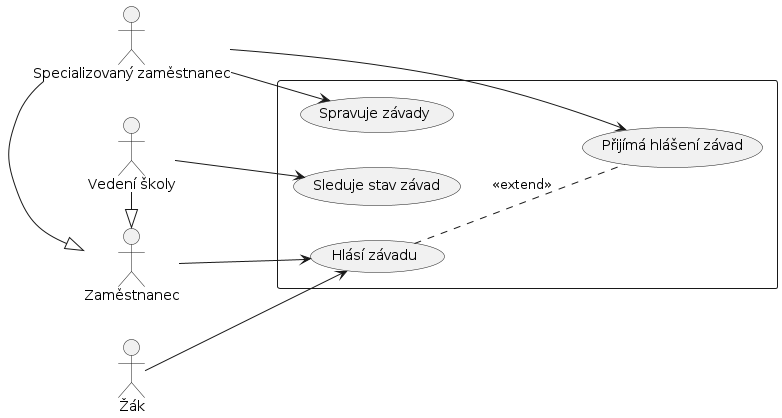 Specializovaný zaměstnanec
Spravuje závady
Přijímá hlášení závad
Vedení školy
Sleduje stav závad
«extend»
Hlásí závadu
Zaměstnanec
Žák